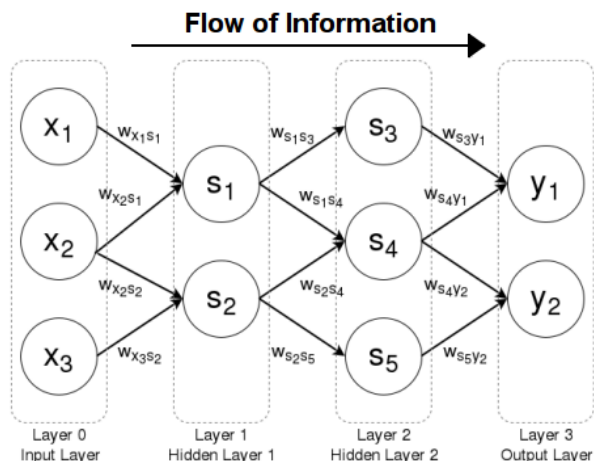 Flow of Information
x1
x2
x3
wx1s1
wx2s1
wx2s2
wx3s2
s1
s2
ws1s3
ws1s4
ws2s4
ws2s5
s3
s4
s5
ws3y1
ws4y1
ws4y2
ws5y2
y1
y2
Layer 0
Input Layer
Layer 1
Hidden Layer 1
Layer 2
Hidden Layer 2
Layer 3
Output Layer